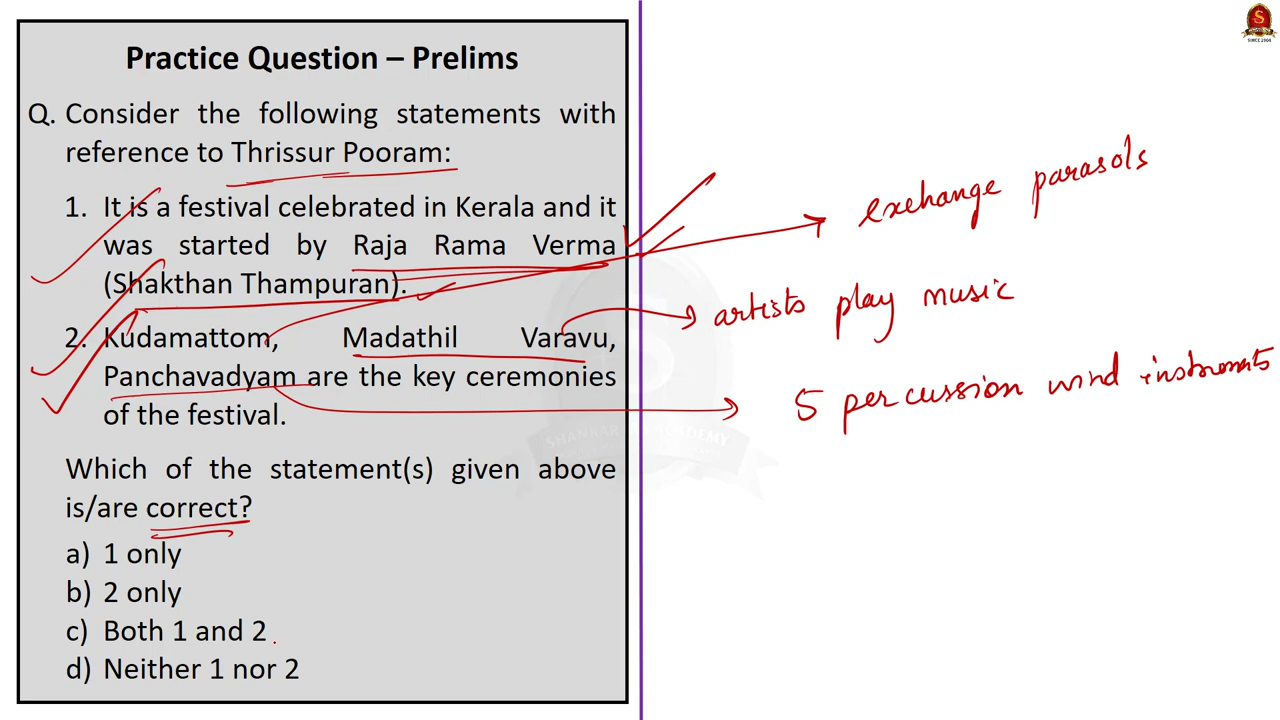 Practice Question – Prelims
Q. Consider the following statements with
reference to Thrissur Pooram:
1. It is a festival celebrated in Kerala and it
was started by Raja Rama Verma
(Shakthan Thampuran).
2. Kudamattom, Madathil Varavu,
Panchavadyam are the key ceremonies
of the festival.
Which of the statement(s) given above
is/are correct?
a) 1 only
b) 2 only
c) Both 1 and 2
d) Neither 1 nor 2
exchange parasols
artists play music
5 percussion wind instruments
S
SINCE 2004